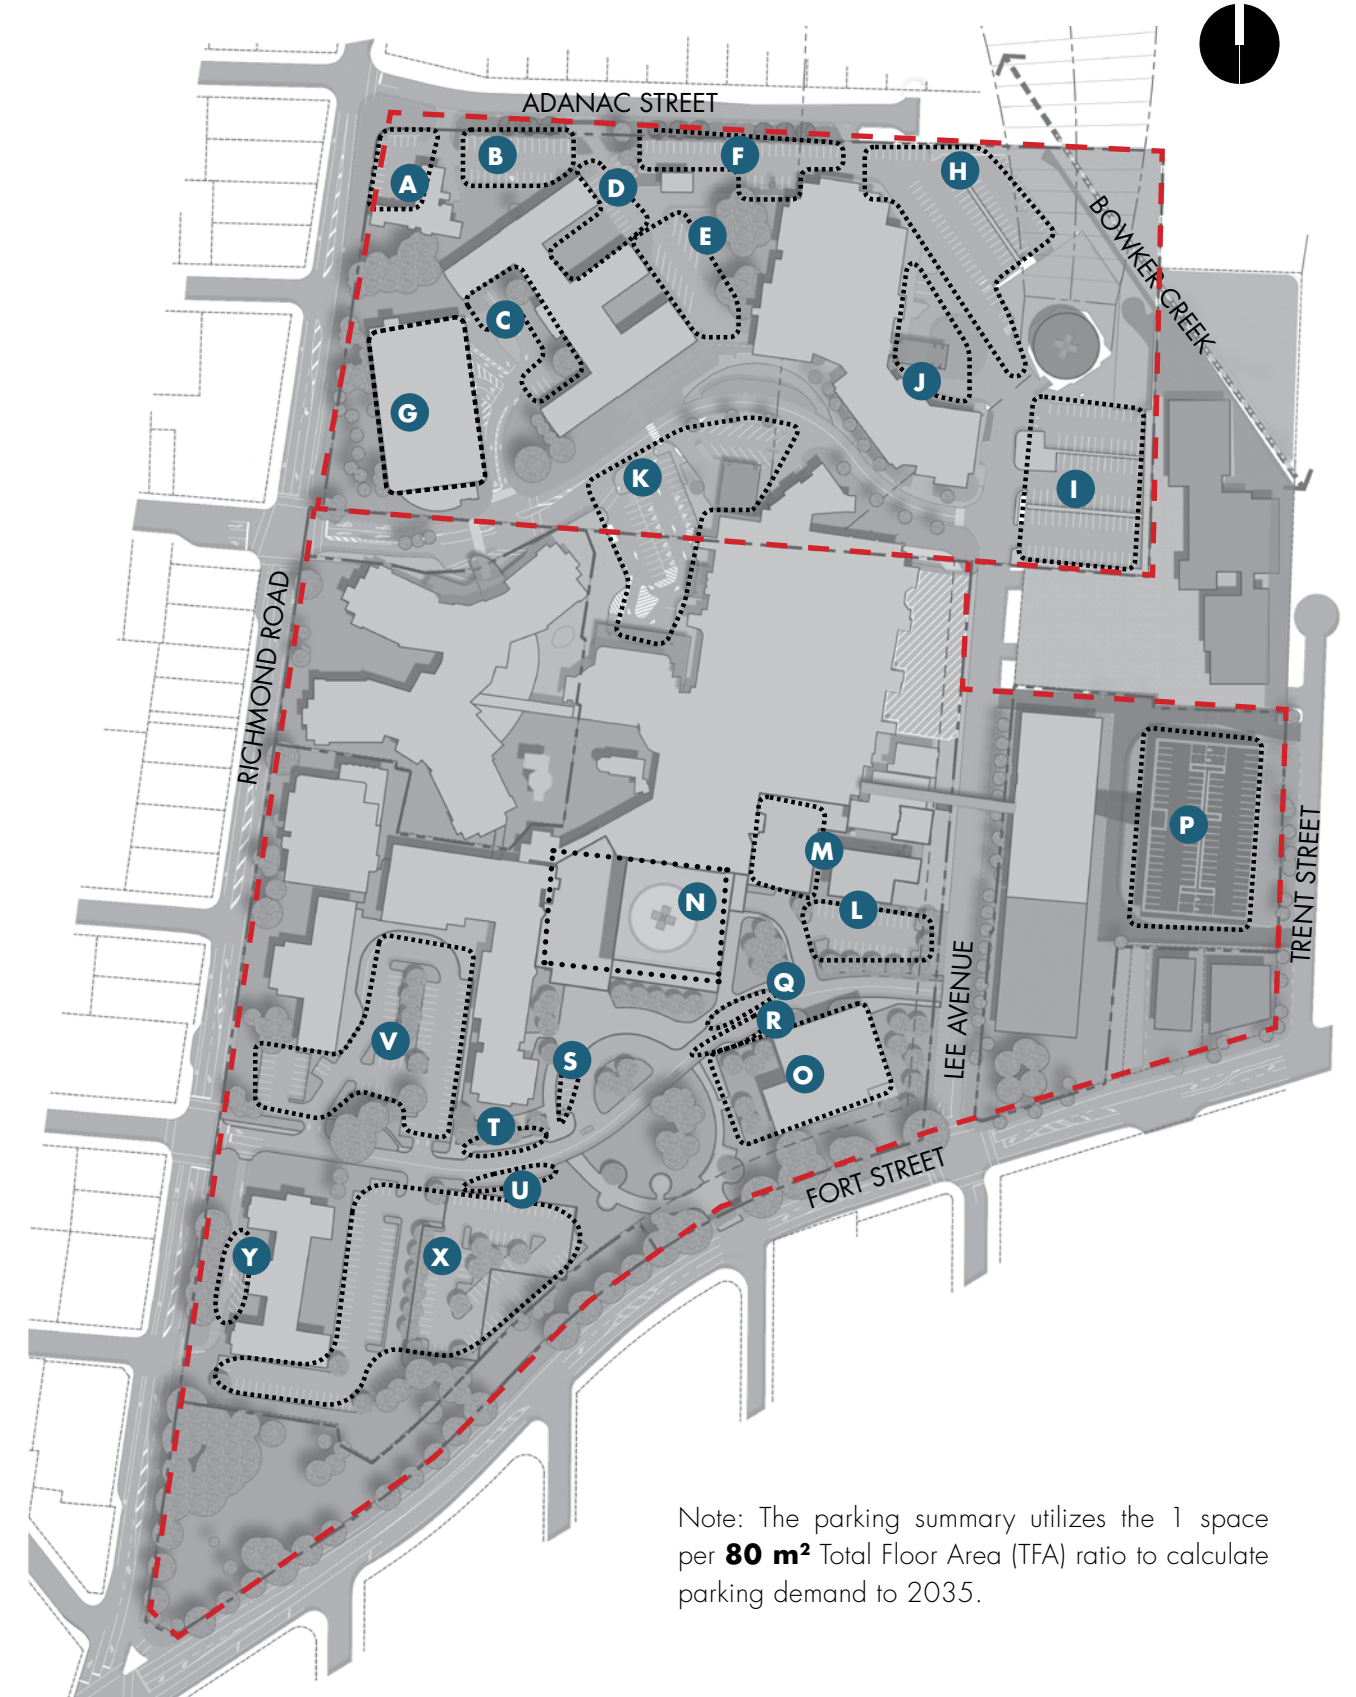 ADANAC STREET
B
F
A
H
D
BOWKER CREEK
E
C
J
G
K
I
RICHMOND ROAD
P
M
N
L
TRENT STREET
Q
LEE AVENUE
R
V
S
O
T
FORT STREET
U
Y
X
Note: The parking summary utilizes the 1 space
per 80 m² Total Floor Area (TFA) ratio to calculate
parking demand to 2035.